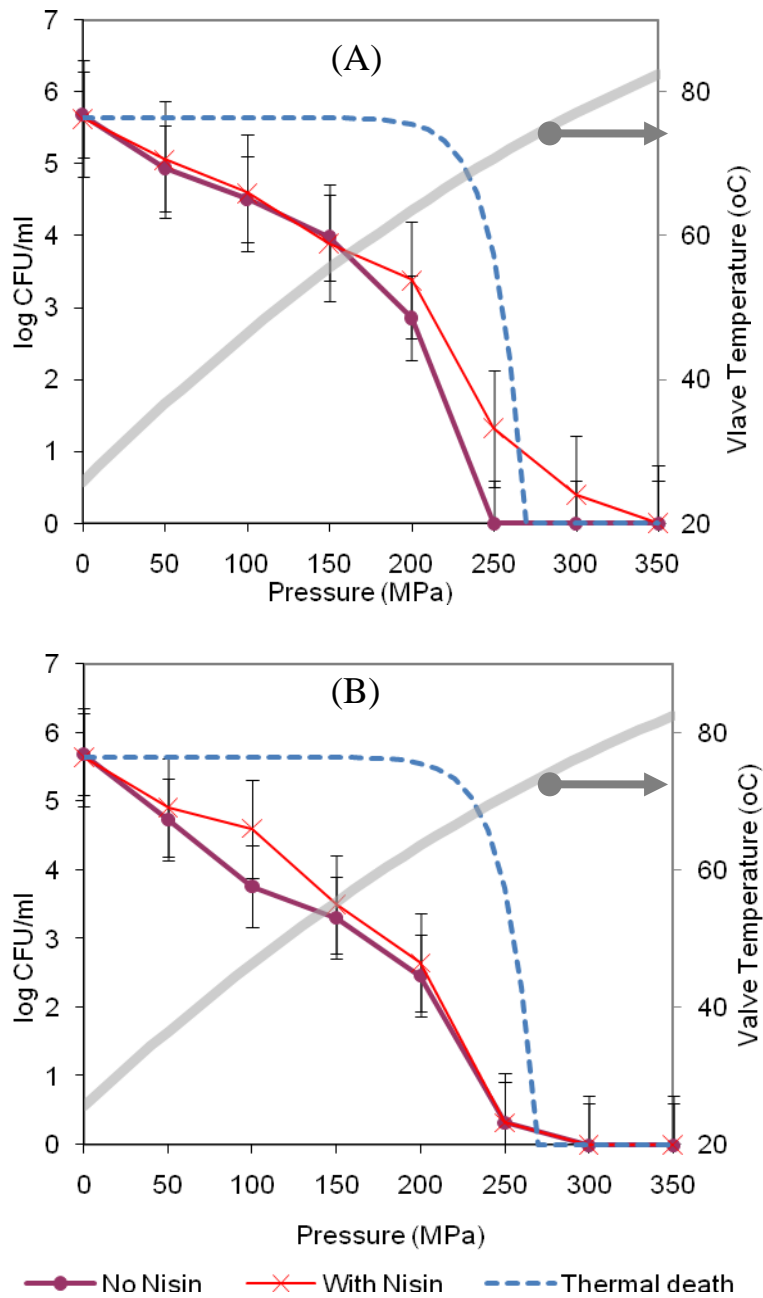 (A)
7
6
5
4
3
2
1
0
log CFU/ml
80
60
40
20
Vlave Temperature (oC)
0 50 100 150 200 250 300 350
Pressure (MPa)
(B)
7
6
5
4
3
2
1
0
log CFU/ml
80
60
40
20
Valve Temperature (oC)
0 50 100 150 200 250 300 350
Pressure (MPa)
No Nisin With Nisin Thermal death